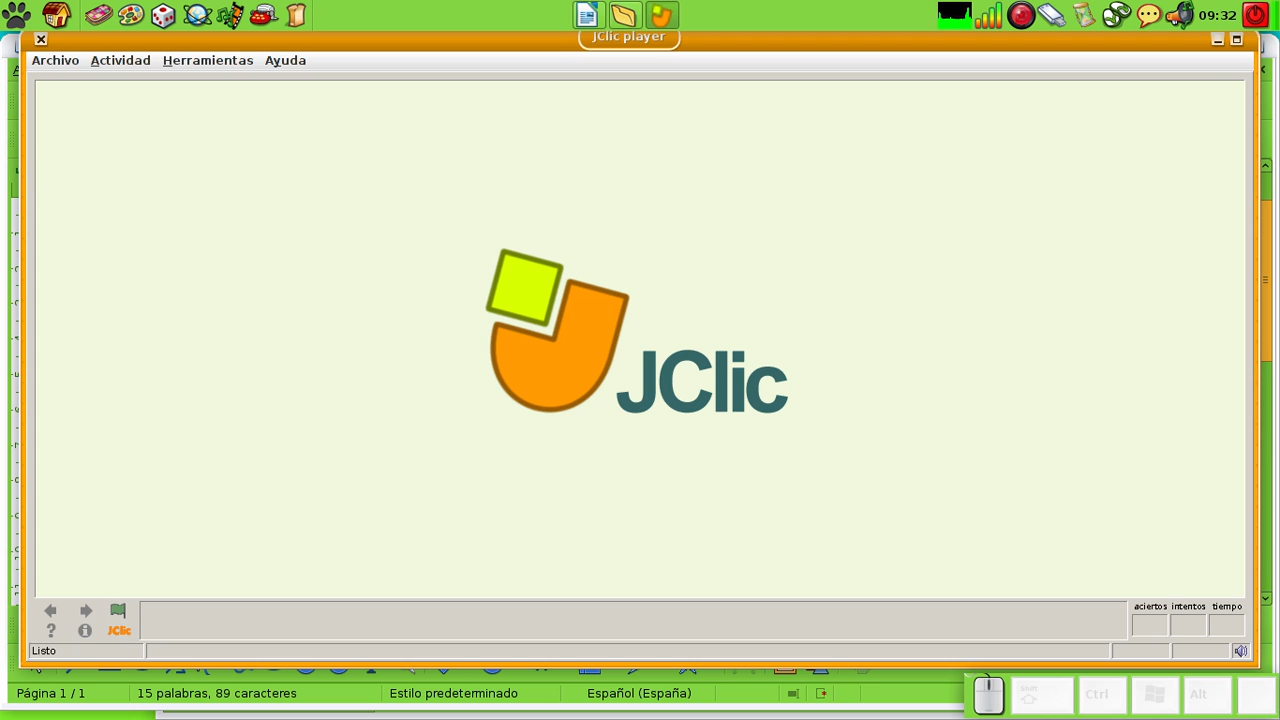 09:32
JClic player
Archivo Actividad Herramientas Ayuda
JClic
aciertos intentos tiempo
JClic
Listo
Página 1 / 1 15 palabras, 89 caracteres Estilo predeterminado Español (España)
Shift Ctrl Alt